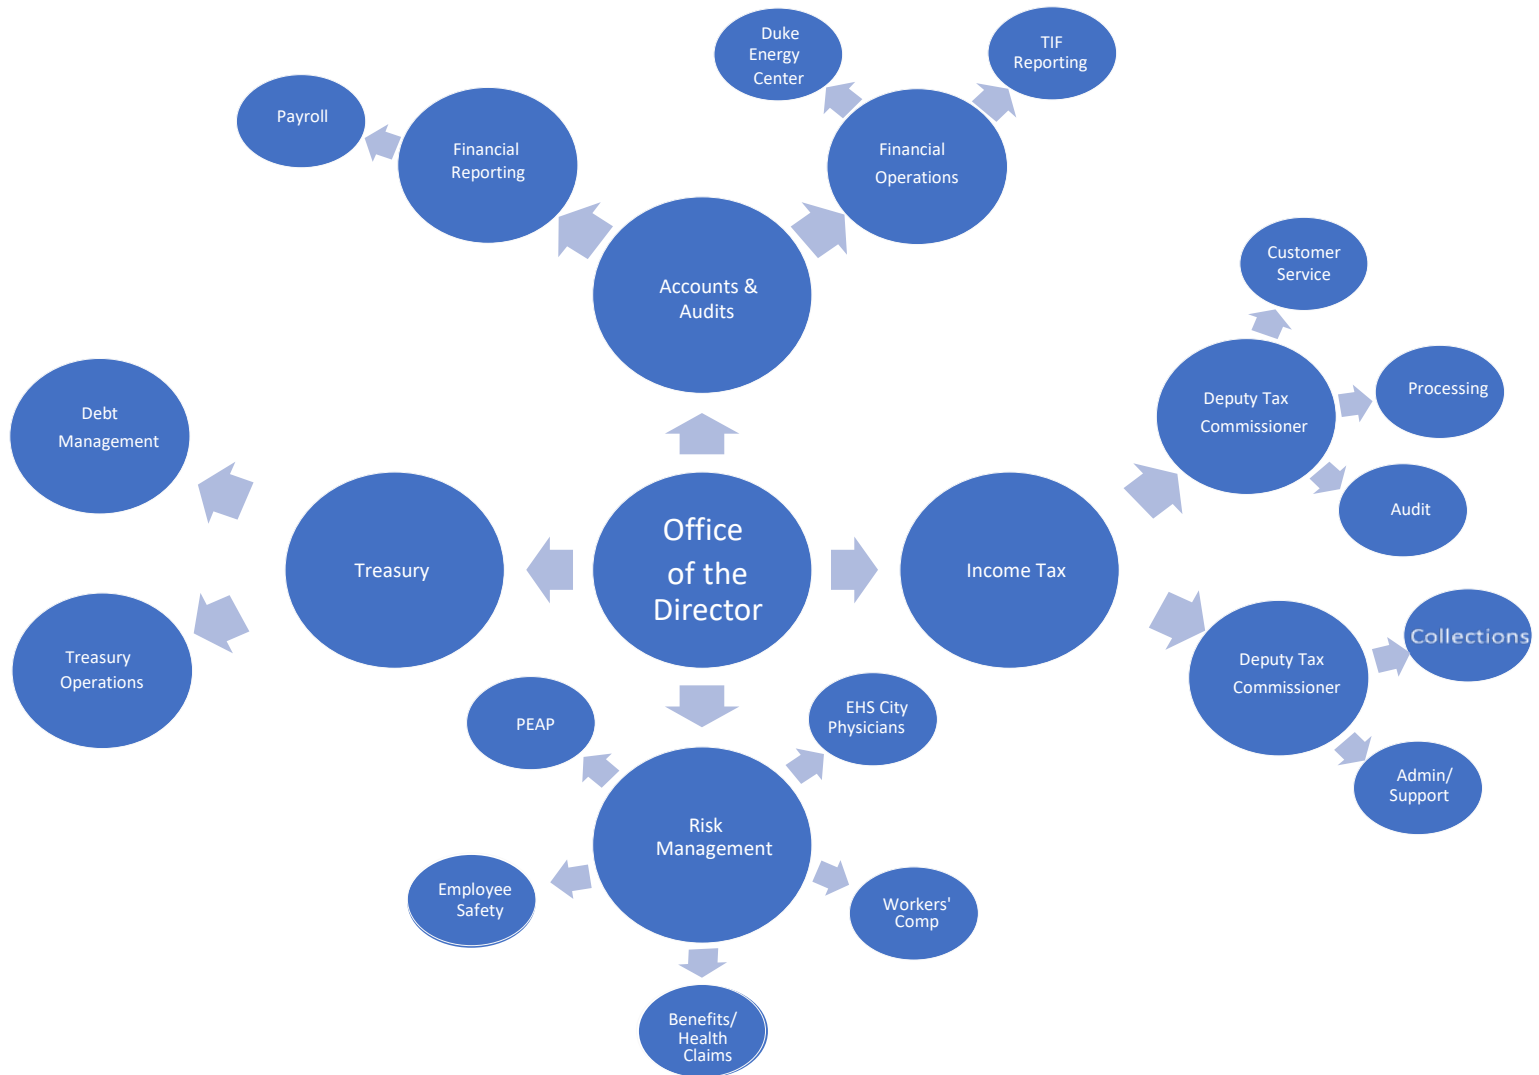 Duke
Energy
Center
TIF
Reporting
Payroll
Financial
Reporting
Financial
Operations
Customer
Service
Accounts &
Audits
Processing
Deputy Tax
Commissioner
Debt
Management
Audit
Office
of the
Director
Treasury
Income Tax
Collections
Treasury
Operations
Deputy Tax
Commissioner
PEAP
EHS City
Physicians
Admin/
Support
Risk
Management
Employee
Safety
Workers'
Comp
Benefits/
Health
Claims